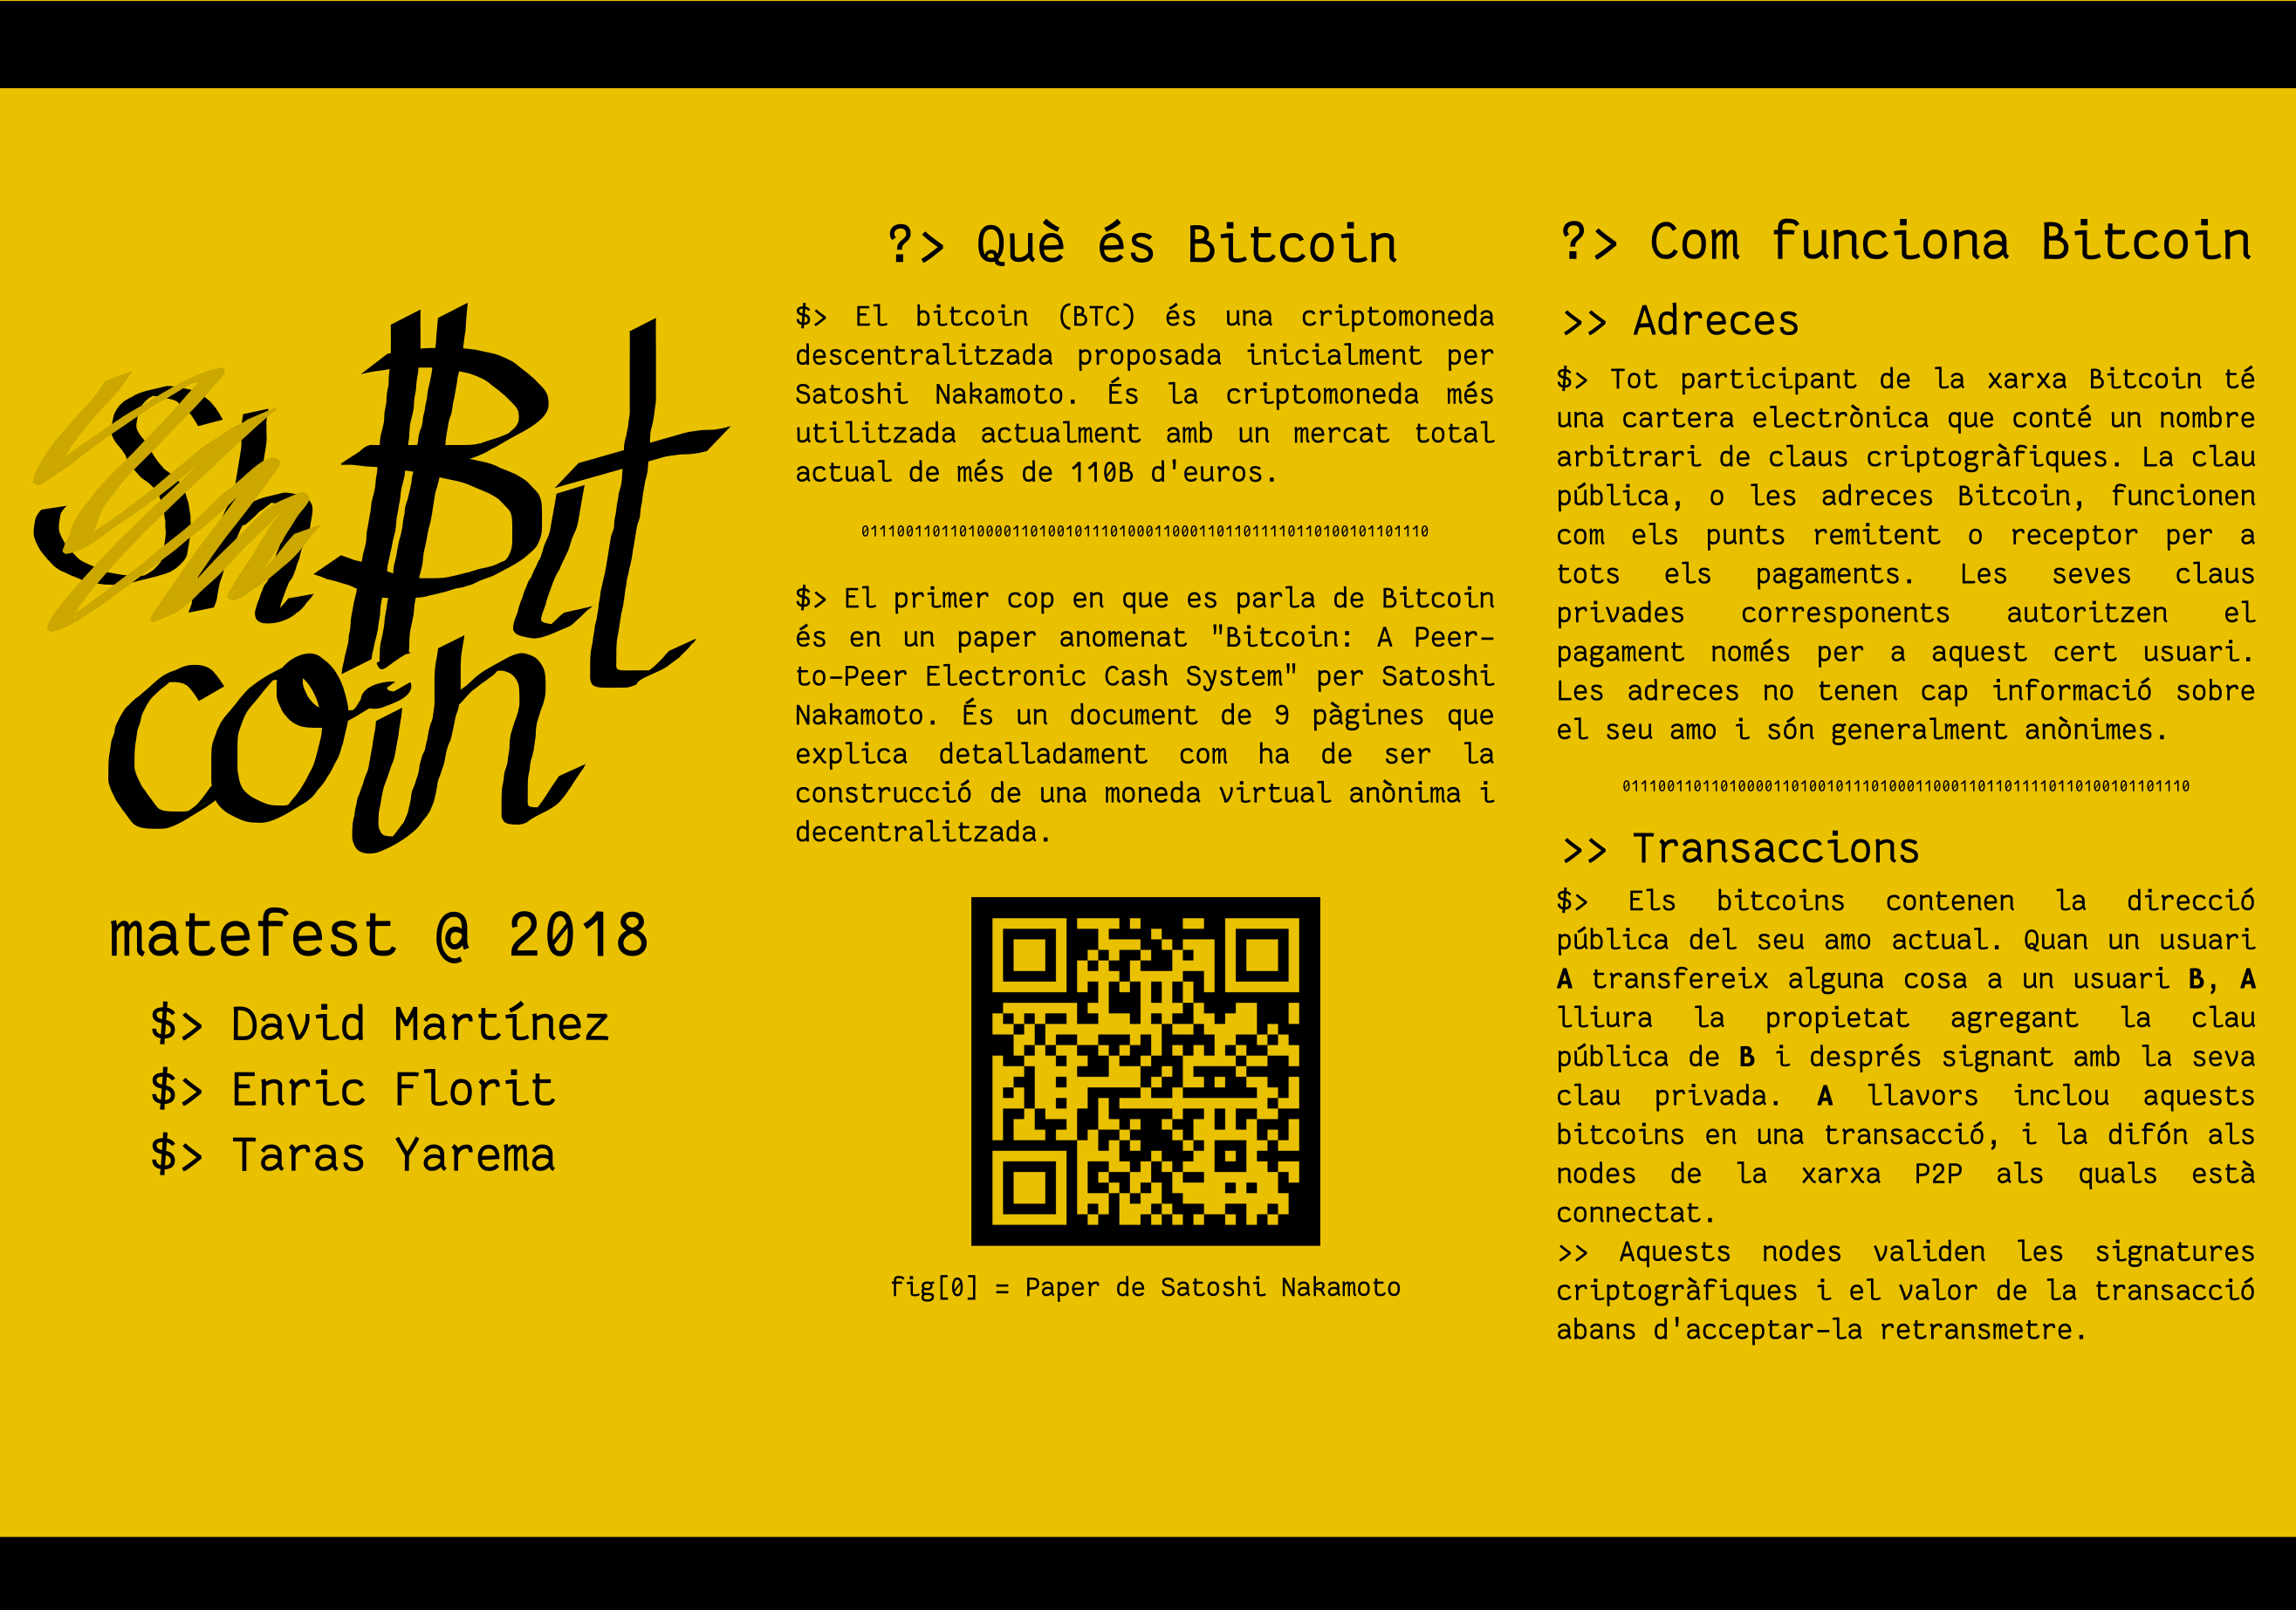 ShBit
coin
matefest @ 2018
$> David Martínez
$> Enric Florit
$> Taras Yarema
?> Què és Bitcoin
$> El bitcoin (BTC) és una criptomoneda
descentralitzada proposada inicialment per
Satoshi Nakamoto. És la criptomoneda més
utilitzada actualment amb un mercat total
actual de més de 110B d'euros.
0111001101101000011010010111010001100011011011110110100101101110
$> El primer cop en que es parla de Bitcoin
és en un paper anomenat "Bitcoin: A Peer-
to-Peer Electronic Cash System" per Satoshi
Nakamoto. És un document de 9 pàgines que
explica detalladament com ha de ser la
construcció de una moneda virtual anònima i
decentralitzada.
fig[0] = Paper de Satoshi Nakamoto
?> Com funciona Bitcoin
>> Adreces
$> Tot participant de la xarxa Bitcoin té
una cartera electrònica que conté un nombre
arbitrari de claus criptogràfiques. La clau
pública, o les adreces Bitcoin, funcionen
com els punts remitent o receptor per a
tots els pagaments. Les seves claus
privades corresponents autoritzen el
pagament només per a aquest cert usuari.
Les adreces no tenen cap informació sobre
el seu amo i són generalment anònimes.
0111001101101000011010010111010001100011011011110110100101101110
>> Transaccions
$> Els bitcoins contenen la direcció
pública del seu amo actual. Quan un usuari
A transfereix alguna cosa a un usuari B, A
lliura la propietat agregant la clau
pública de B i després signant amb la seva
clau privada. A llavors inclou aquests
bitcoins en una transacció, i la difón als
nodes de la xarxa P2P als quals està
connectat.
>> Aquests nodes validen les signatures
criptogràfiques i el valor de la transacció
abans d'acceptar-la retransmetre.